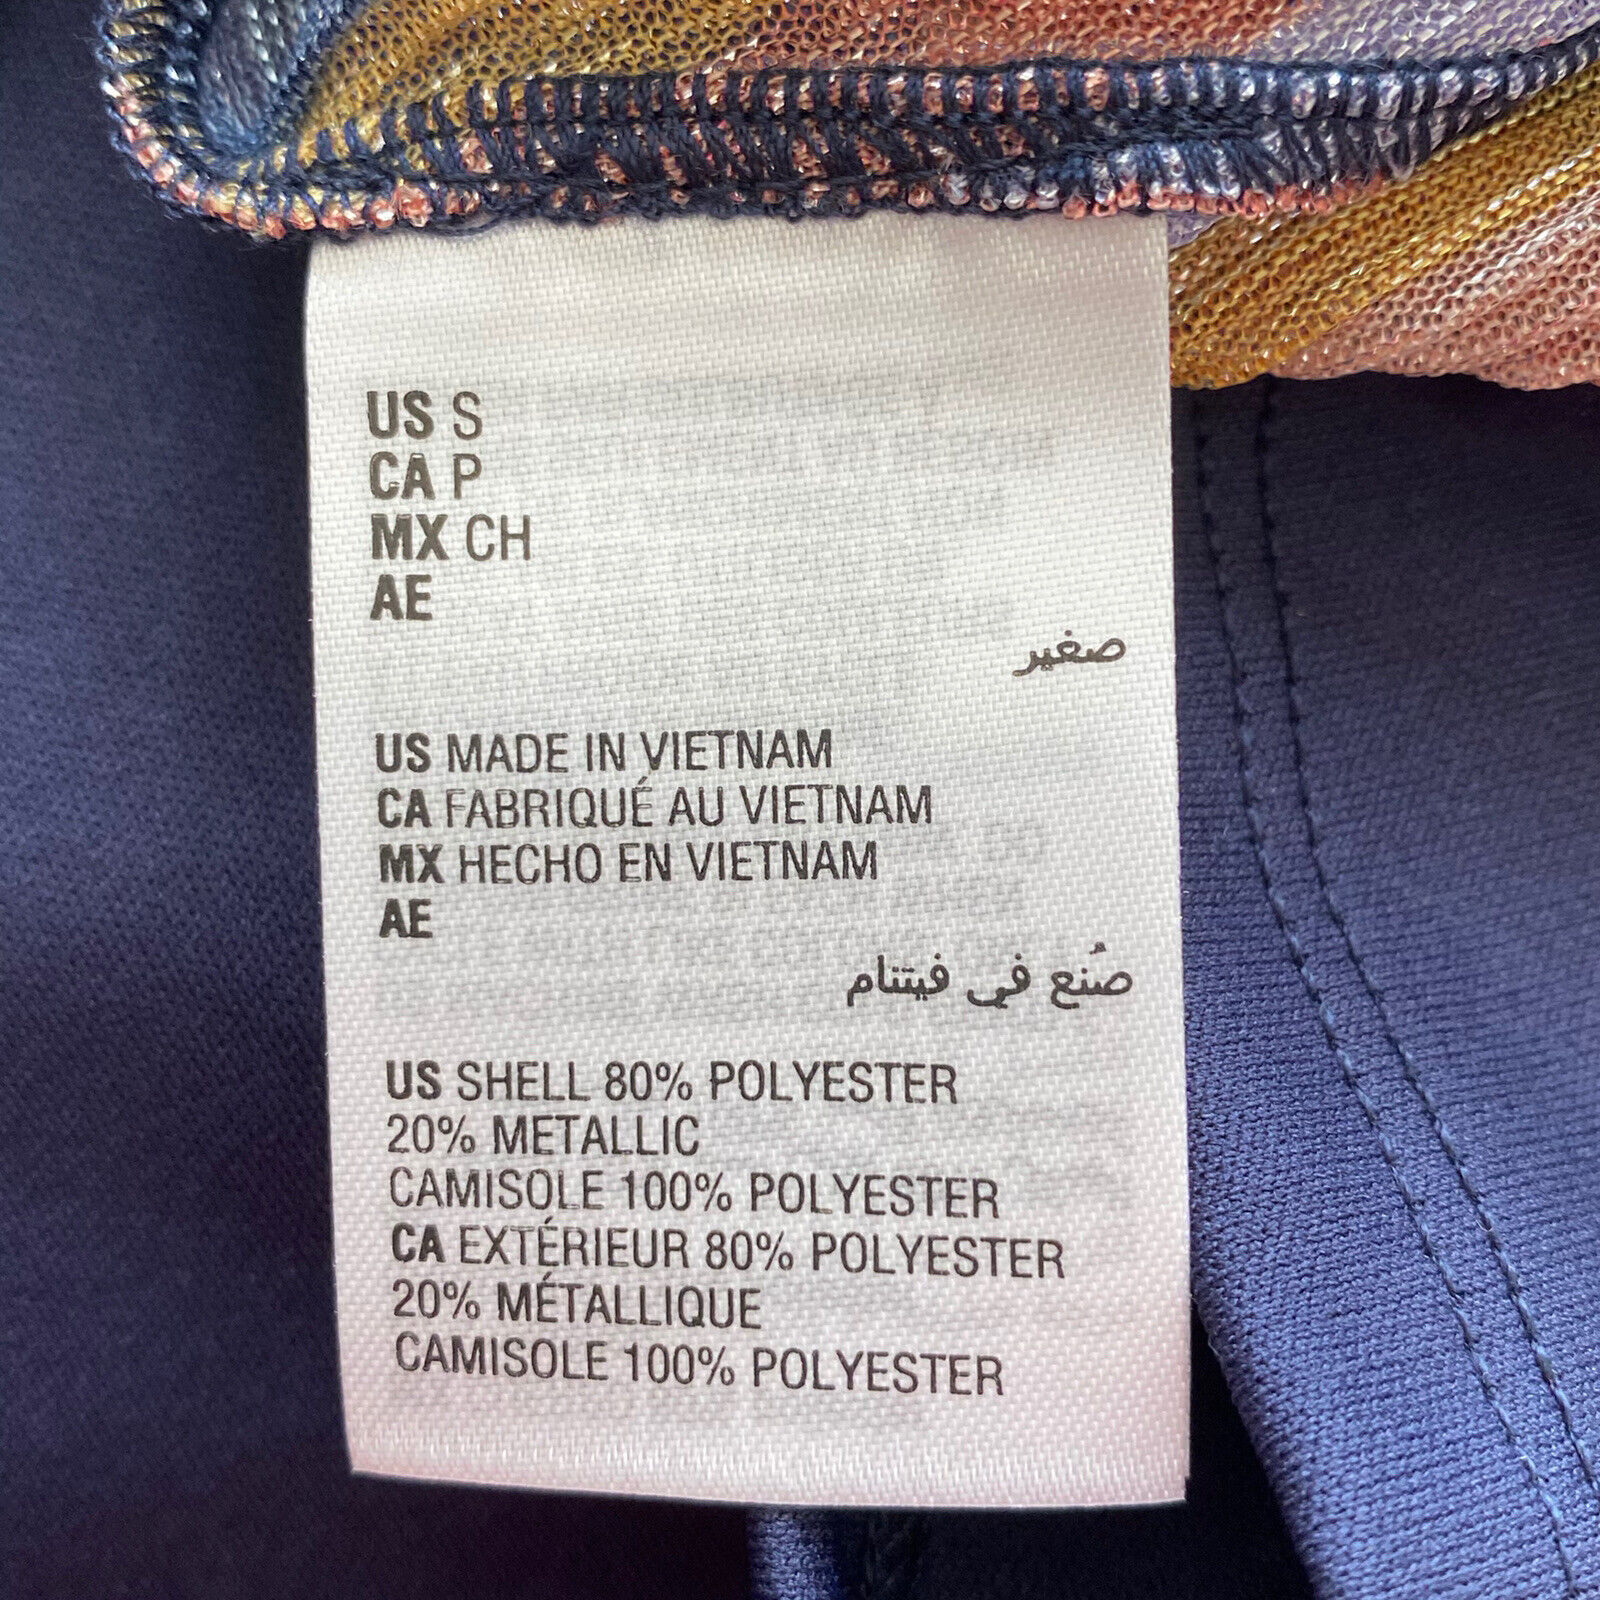 US S
CA P
MX CH
AE
صغير
US MADE IN VIETNAM
CA FABRIQUÉ AU VIETNAM
MX HECHO EN VIETNAM
AE
صُنع في فيتنام
US SHELL 80% POLYESTER
20% METALLIC
CAMISOLE 100% POLYESTER
CA EXTÉRIEUR 80% POLYESTER
20% MÉTALLIQUE
CAMISOLE 100% POLYESTER